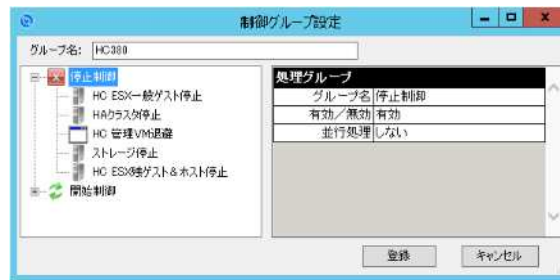 制御グループ設定
グループ名: HC380
停止制御
HC ESX一般ゲスト停止
HAクラスタ停止
HC 管理VM退避
ストレージ停止
HC ESX残ゲスト&ホスト停止
開始制御
処理グループ
グループ名 停止制御
有効/無効 有効
並行処理 しない
登録 キャンセル